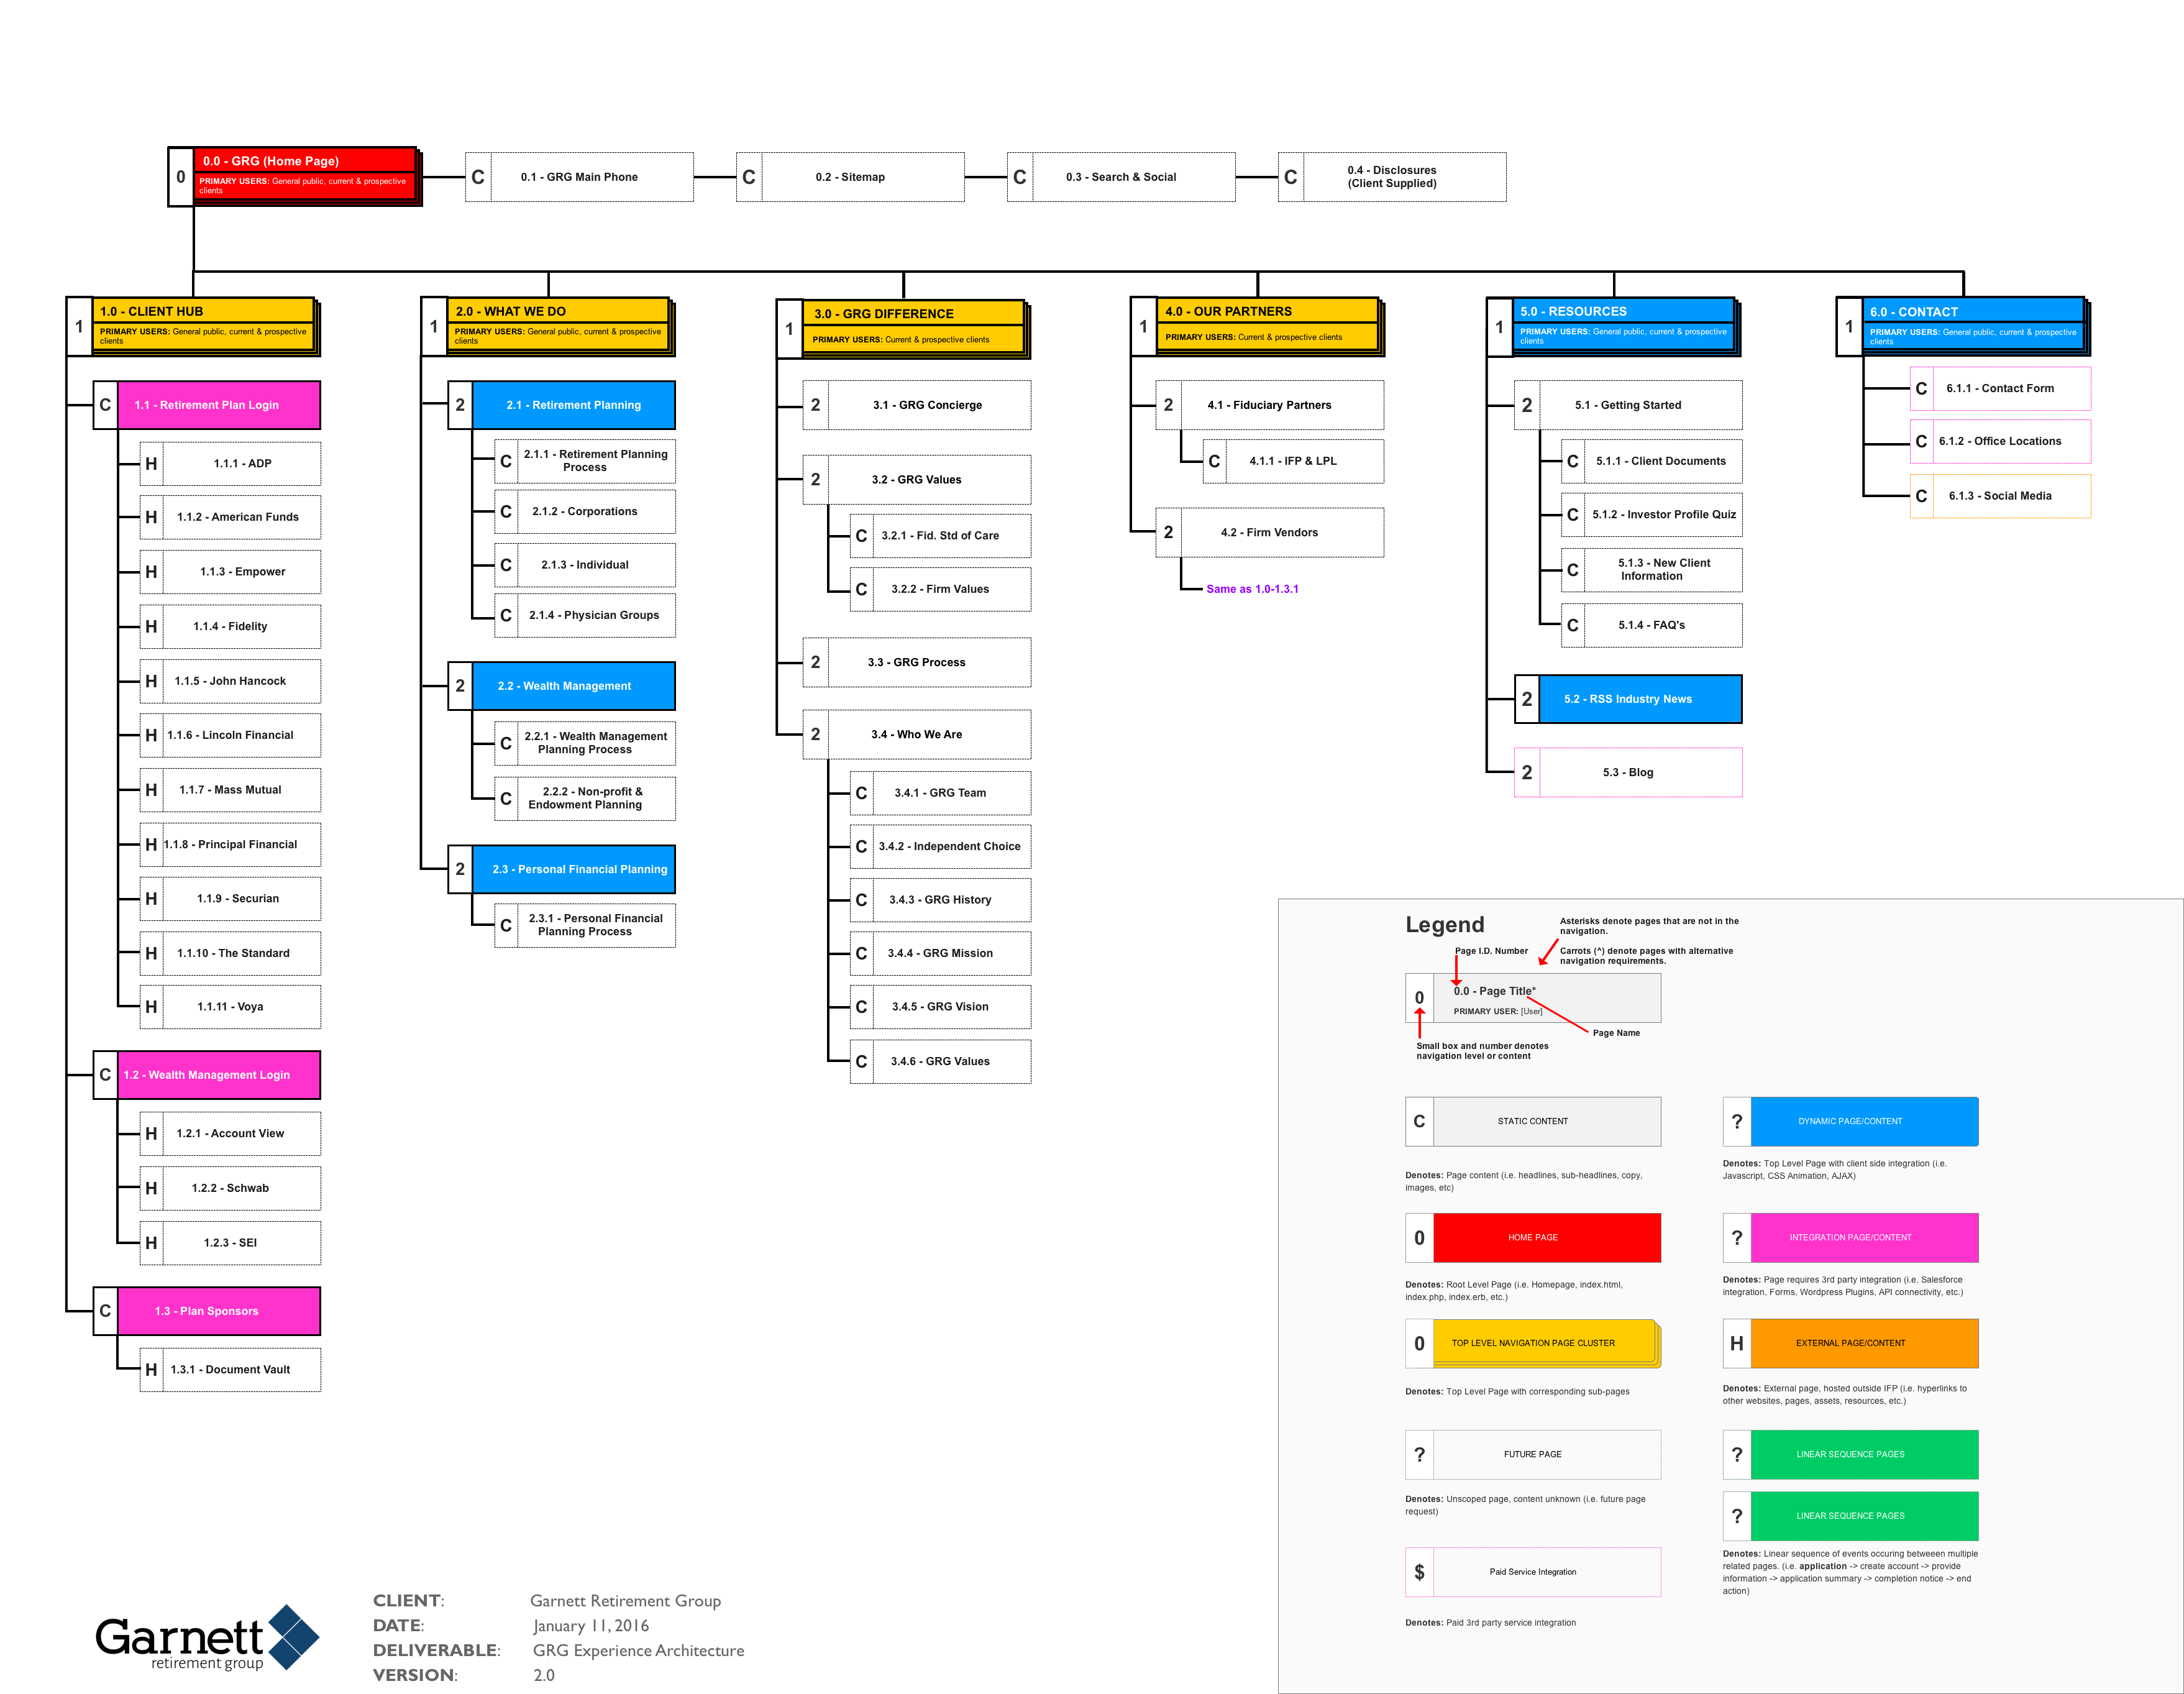 0
0.0 - GRG (Home Page)
PRIMARY USERS: General public, current & prospective
clients
C
0.1 - GRG Main Phone
C
0.2 - Sitemap
C
0.3 - Search & Social
C
0.4 - Disclosures
(Client Supplied)
1
1.0 - CLIENT HUB
PRIMARY USERS: General public, current & prospective
clients
C
1.1 - Retirement Plan Login
H
1.1.1 - ADP
H
1.1.2 - American Funds
H
1.1.3 - Empower
H
1.1.4 - Fidelity
H
1.1.5 - John Hancock
H
1.1.6 - Lincoln Financial
H
1.1.7 - Mass Mutual
H
1.1.8 - Principal Financial
H
1.1.9 - Securian
H
1.1.10 - The Standard
H
1.1.11 - Voya
C
1.2 - Wealth Management Login
H
1.2.1 - Account View
H
1.2.2 - Schwab
H
1.2.3 - SEI
C
1.3 - Plan Sponsors
H
1.3.1 - Document Vault
1
2.0 - WHAT WE DO
PRIMARY USERS: General public, current & prospective
clients
2
2.1 - Retirement Planning
C
2.1.1 - Retirement Planning
Process
C
2.1.2 - Corporations
C
2.1.3 - Individual
C
2.1.4 - Physician Groups
2
2.2 - Wealth Management
C
2.2.1 - Wealth Management
Planning Process
C
2.2.2 - Non-profit &
Endowment Planning
2
2.3 - Personal Financial Planning
C
2.3.1 - Personal Financial
Planning Process
1
3.0 - GRG DIFFERENCE
PRIMARY USERS: Current & prospective clients
2
3.1 - GRG Concierge
2
3.2 - GRG Values
C
3.2.1 - Fid. Std of Care
C
3.2.2 - Firm Values
2
3.3 - GRG Process
2
3.4 - Who We Are
C
3.4.1 - GRG Team
C
3.4.2 - Independent Choice
C
3.4.3 - GRG History
C
3.4.4 - GRG Mission
C
3.4.5 - GRG Vision
C
3.4.6 - GRG Values
1
4.0 - OUR PARTNERS
PRIMARY USERS: Current & prospective clients
2
4.1 - Fiduciary Partners
C
4.1.1 - IFP & LPL
2
4.2 - Firm Vendors
Same as 1.0-1.3.1
1
5.0 - RESOURCES
PRIMARY USERS: General public, current & prospective
clients
2
5.1 - Getting Started
C
5.1.1 - Client Documents
C
5.1.2 - Investor Profile Quiz
C
5.1.3 - New Client
Information
C
5.1.4 - FAQ's
2
5.2 - RSS Industry News
2
5.3 - Blog
1
6.0 - CONTACT
PRIMARY USERS: General public, current & prospective
clients
C
6.1.1 - Contact Form
C
6.1.2 - Office Locations
C
6.1.3 - Social Media
Legend
Asterisks denote pages that are not in the
navigation.
Page I.D. Number
Carrots (^) denote pages with alternative
navigation requirements.
0
0.0 - Page Title*
PRIMARY USER: [User]
Page Name
Small box and number denotes
navigation level or content
C
STATIC CONTENT
Denotes: Page content (i.e. headlines, sub-headlines, copy,
images, etc)
0
HOME PAGE
Denotes: Root Level Page (i.e. Homepage, index.html,
index.php, index.erb, etc.)
0
TOP LEVEL NAVIGATION PAGE CLUSTER
Denotes: Top Level Page with corresponding sub-pages
?
FUTURE PAGE
Denotes: Unscoped page, content unknown (i.e. future page
request)
$
Paid Service Integration
Denotes: Paid 3rd party service integration
?
DYNAMIC PAGE/CONTENT
Denotes: Top Level Page with client side integration (i.e.
Javascript, CSS Animation, AJAX)
?
INTEGRATION PAGE/CONTENT
Denotes: Page requires 3rd party integration (i.e. Salesforce
integration, Forms, Wordpress Plugins, API connectivity, etc.)
H
EXTERNAL PAGE/CONTENT
Denotes: External page, hosted outside IFP (i.e. hyperlinks to
other websites, pages, assets, resources, etc.)
?
LINEAR SEQUENCE PAGES
?
LINEAR SEQUENCE PAGES
Denotes: Linear sequence of events occuring betweeen multiple
related pages. (i.e. application -> create account -> provide
information -> application summary -> completion notice -> end
action)
Garnett
retirement group
CLIENT: Garnett Retirement Group
DATE: January 11, 2016
DELIVERABLE: GRG Experience Architecture
VERSION: 2.0